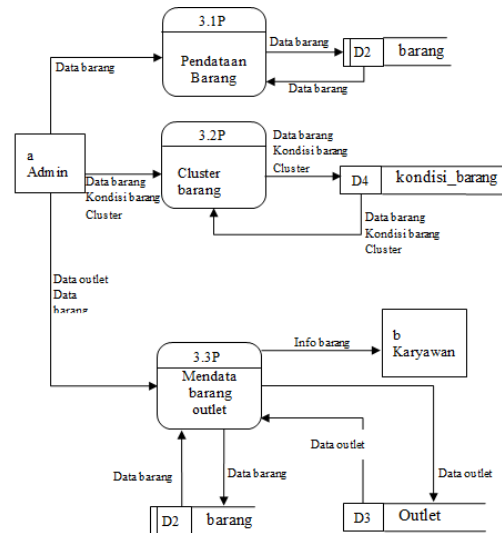 3.1P
Pendataan
Barang
Data barang
D2
barang
Data barang
Data barang
a
Admin
3.2P
Cluster
barang
Data barang
Kondisi barang
Cluster
Data barang
Kondisi barang
Cluster
D4
kondisi_barang
Data barang
Kondisi barang
Cluster
Data outlet
Data
barang
3.3P
Mendata
barang
outlet
Info barang
b
Karyawan
Data outlet
Data barang
Data barang
Data outlet
D2
barang
D3
Outlet